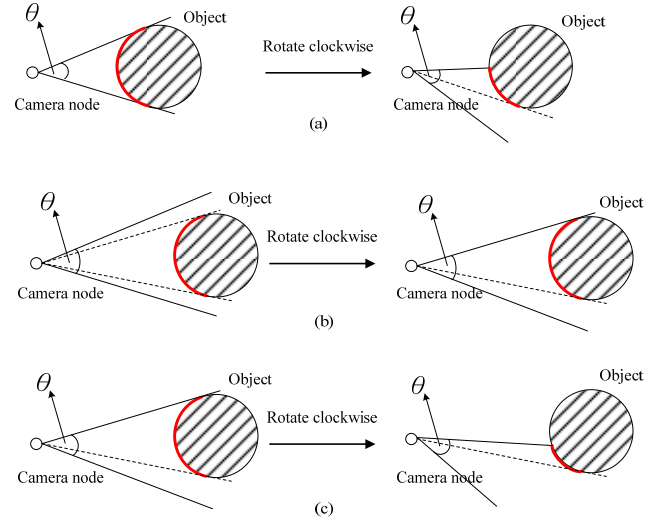 θ
Object
Camera node
Rotate clockwise
θ
Object
Camera node
(a)
θ
Object
Camera node
Rotate clockwise
θ
Object
Camera node
(b)
θ
Object
Camera node
Rotate clockwise
θ
Object
Camera node
(c)